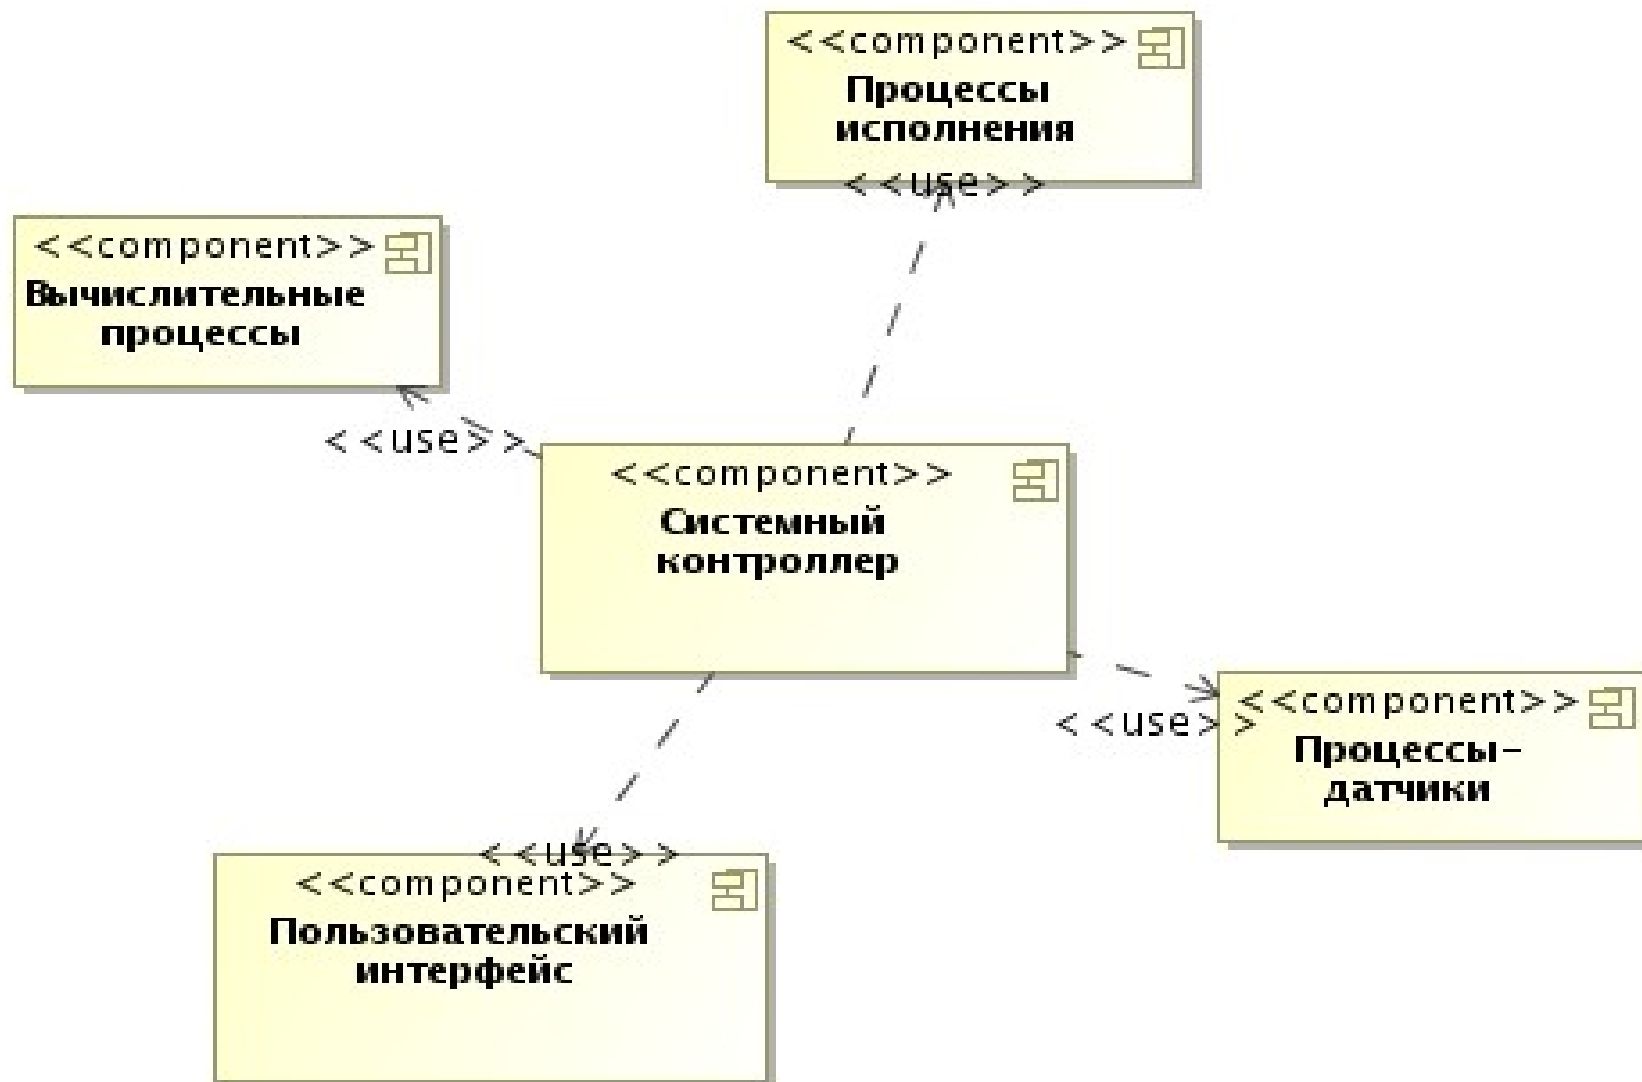 <<component>>
Процессы
исполнения
<<use>>
<<component>>
Вычислительные
процессы
<<use>>
<<component>>
Системный
контроллер
<<use>>
<<component>>
Процессы-
датчики
<<use>>
<<component>>
Пользовательский
интерфейс